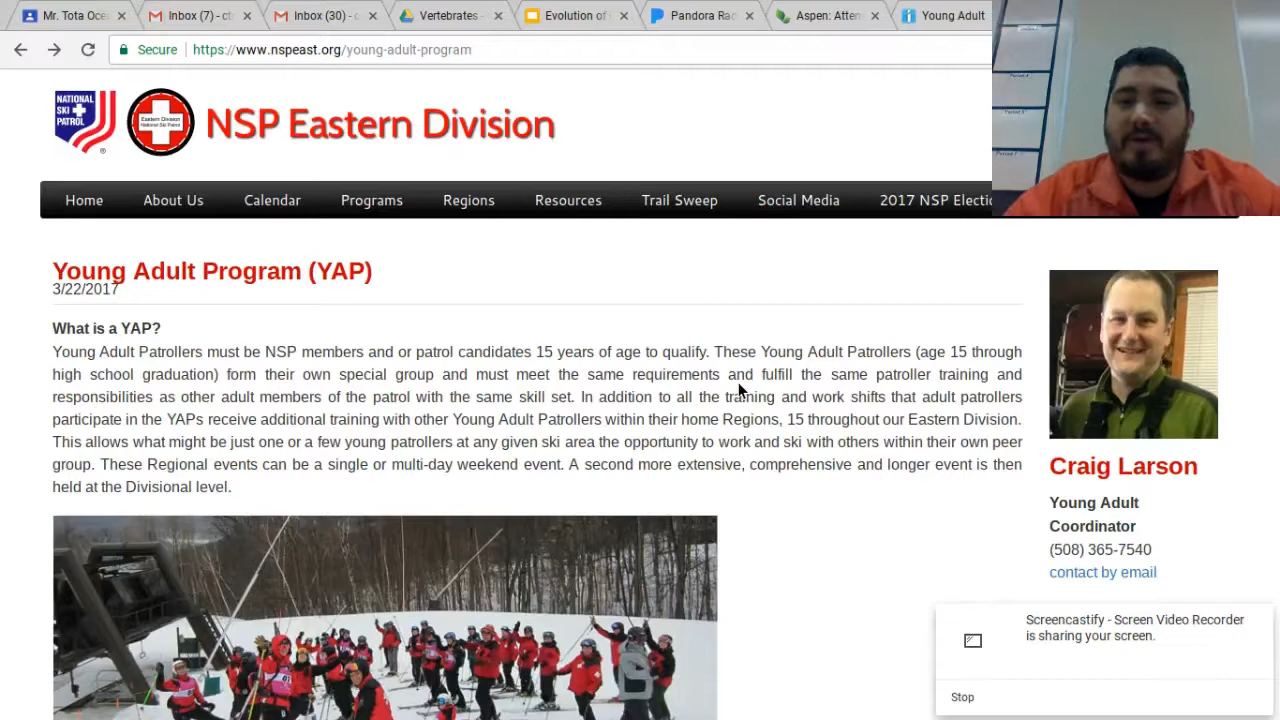 Mr. Tota Oce
Inbox (7) - ct
Inbox (30) - c
Vertebrates -
Evolution of
Pandora Ra
Aspen: Atten
Young Adult
Secure
https://www.nspeast.org/young-adult-program
NATIONAL
SKI
PATROL
®
Eastern Division
National Ski Patrol
NSP Eastern Division
Home
About Us
Calendar
Programs
Regions
Resources
Trail Sweep
Social Media
2017 NSP Electio
Young Adult Program (YAP)
3/22/2017
What is a YAP?
Young Adult Patrollers must be NSP members and or patrol candidates 15 years of age to qualify. These Young Adult Patrollers (age 15 through
high school graduation) form their own special group and must meet the same requirements and fulfill the same patroller training and
responsibilities as other adult members of the patrol with the same skill set. In addition to all the training and work shifts that adult patrollers
participate in the YAPs receive additional training with other Young Adult Patrollers within their home Regions, 15 throughout our Eastern Division.
This allows what might be just one or a few young patrollers at any given ski area the opportunity to work and ski with others within their own peer
group. These Regional events can be a single or multi-day weekend event. A second more extensive, comprehensive and longer event is then
held at the Divisional level.
Craig Larson
Young Adult
Coordinator
(508) 365-7540
contact by email
Screencastify - Screen Video Recorder
is sharing your screen.
Stop